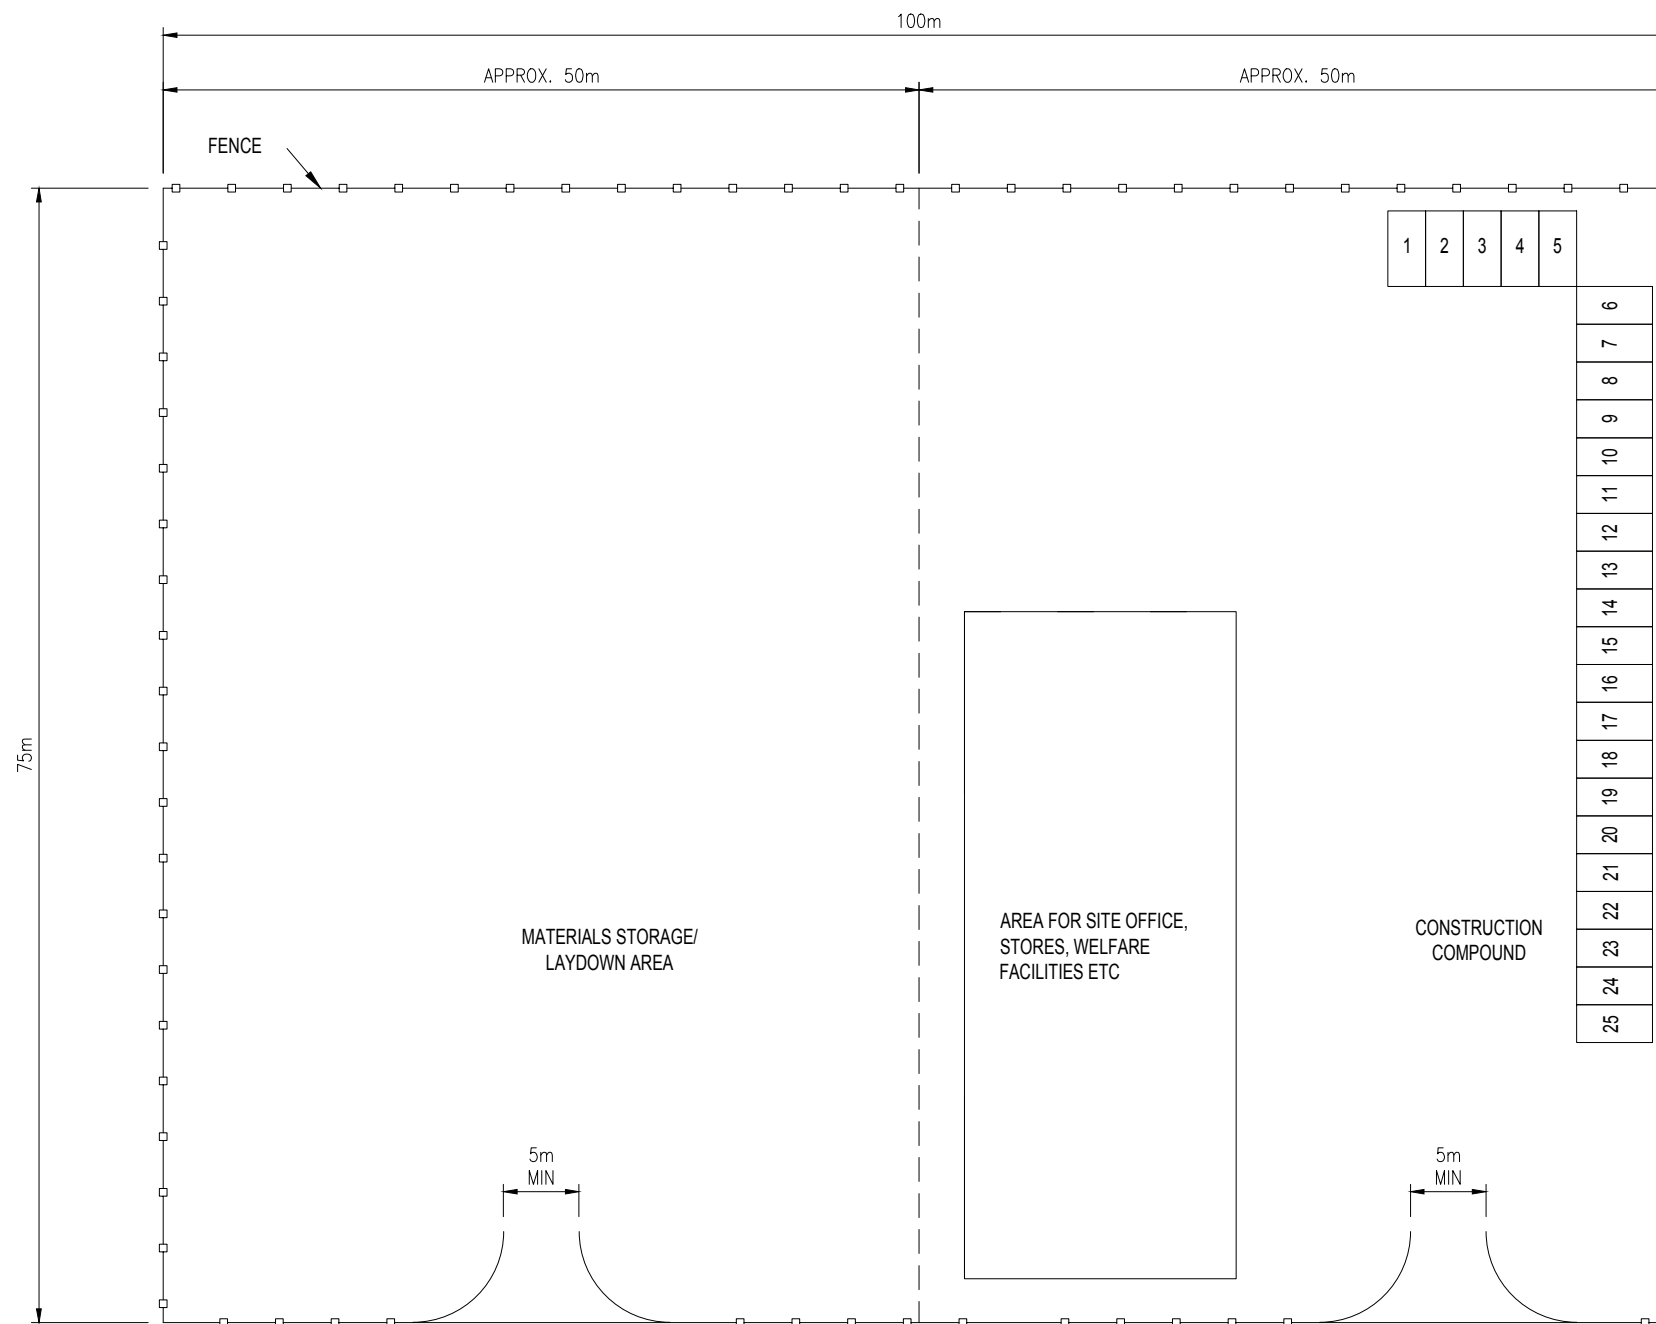 100m
APPROX. 50m
APPROX. 50m
FENCE
1 2 3 4 5
6
7
8
9
10
11
12
13
14
15
16
17
18
19
20
21
22
23
24
25
75m
MATERIALS STORAGE/
LAYDOWN AREA
AREA FOR SITE OFFICE,
STORES, WELFARE
FACILITIES ETC
CONSTRUCTION
COMPOUND
5m
MIN
5m
MIN